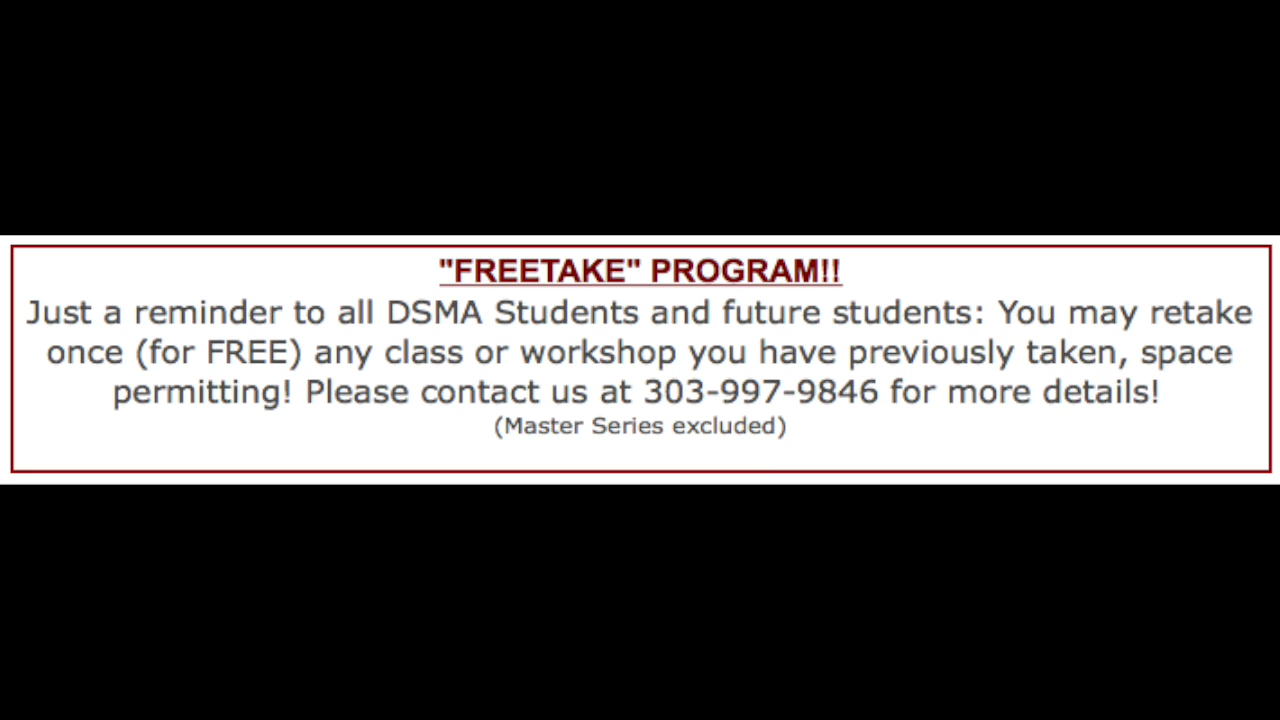 "FREETAKE" PROGRAM!!
Just a reminder to all DSMA Students and future students: You may retake
once (for FREE) any class or workshop you have previously taken, space
permitting! Please contact us at 303-997-9846 for more details!
(Master Series excluded)